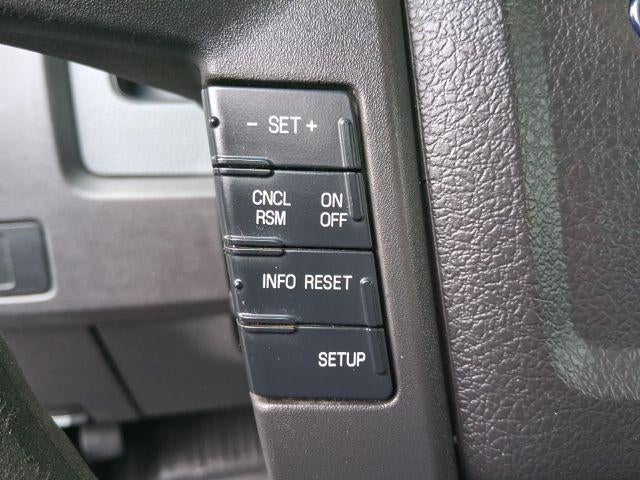 - SET +
CNCL ON
RSM OFF
INFO RESET
SETUP